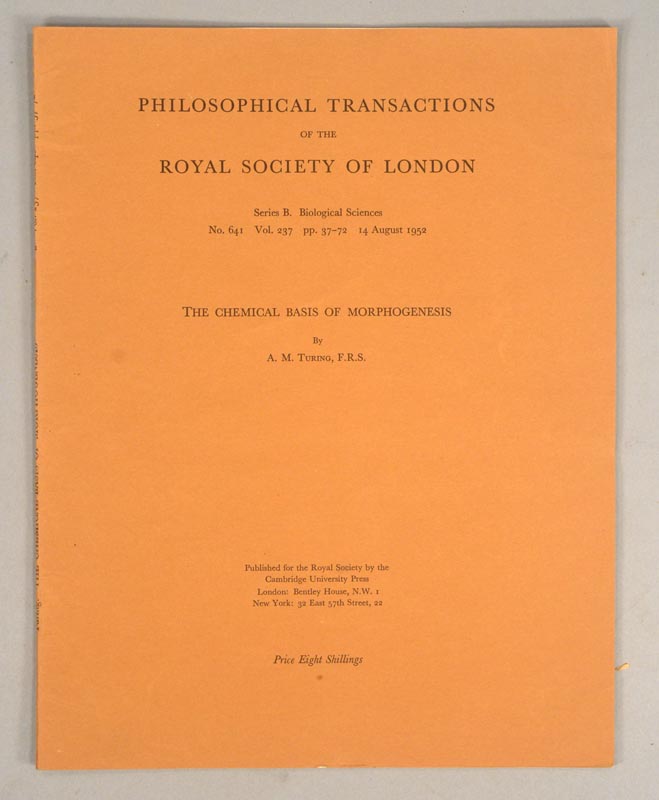 PHILOSOPHICAL TRANSACTIONS
OF THE
ROYAL SOCIETY OF LONDON
Series B. Biological Sciences
No. 641 Vol. 237 pp. 37–72 14 August 1952
THE CHEMICAL BASIS OF MORPHOGENESIS
By
A. M. TURING, F.R.S.
Published for the Royal Society by the
Cambridge University Press
London: Bentley House, N.W. 1
New York: 32 East 57th Street, 22
Price Eight Shillings